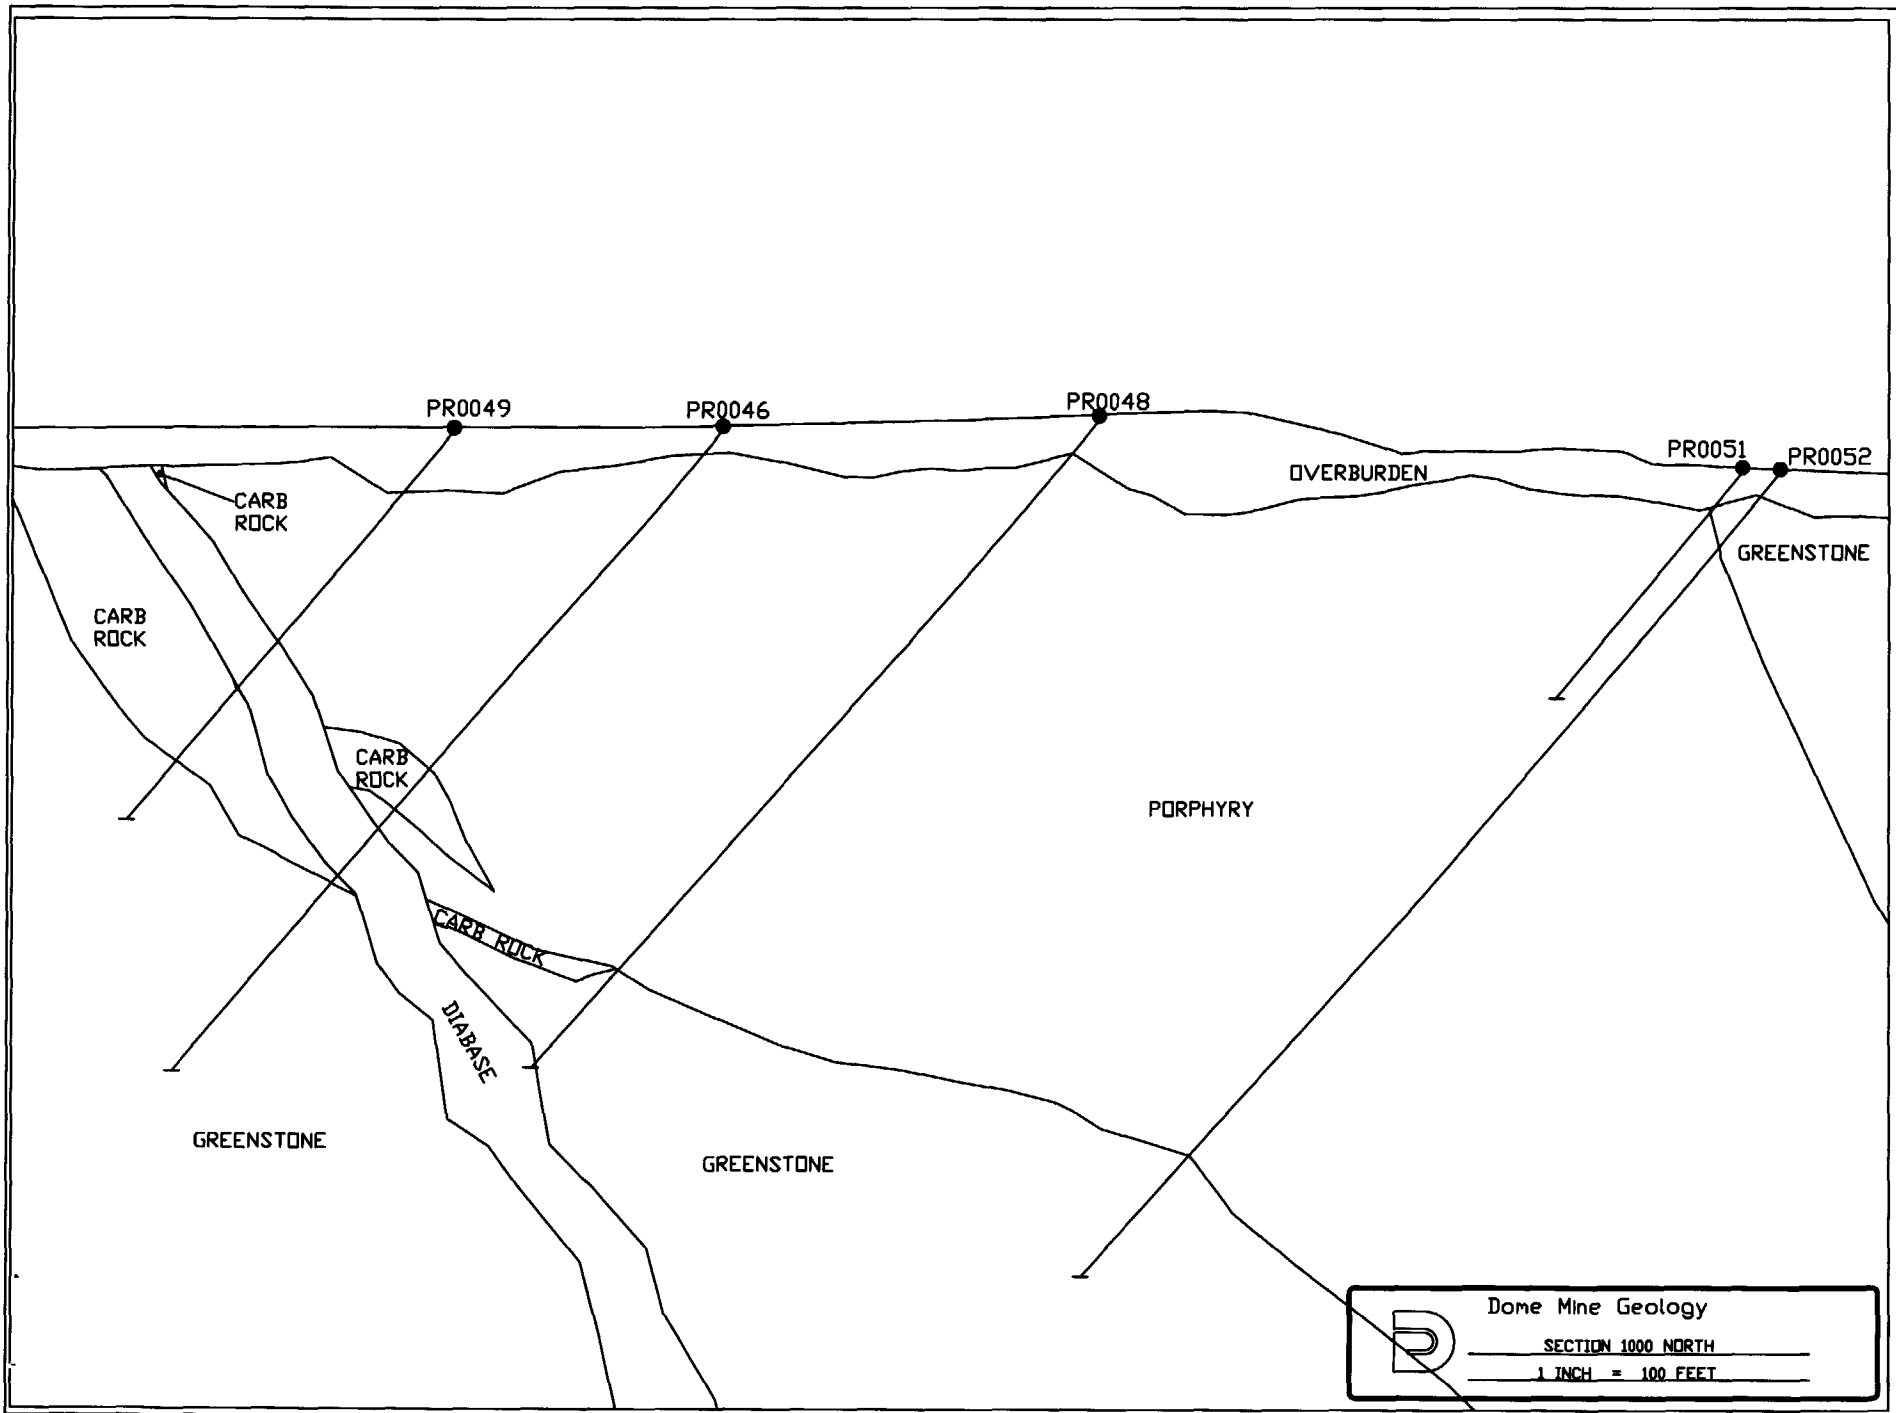 PR0049
PR0046
PR0048
PR0051
PR0052
OVERBURDEN
CARB
ROCK
GREENSTONE
CARB
ROCK
CARB
ROCK
PORPHYRY
CARB ROCK
DIABASE
GREENSTONE
GREENSTONE
Dome Mine Geology
SECTION 1000 NORTH
1 INCH = 100 FEET